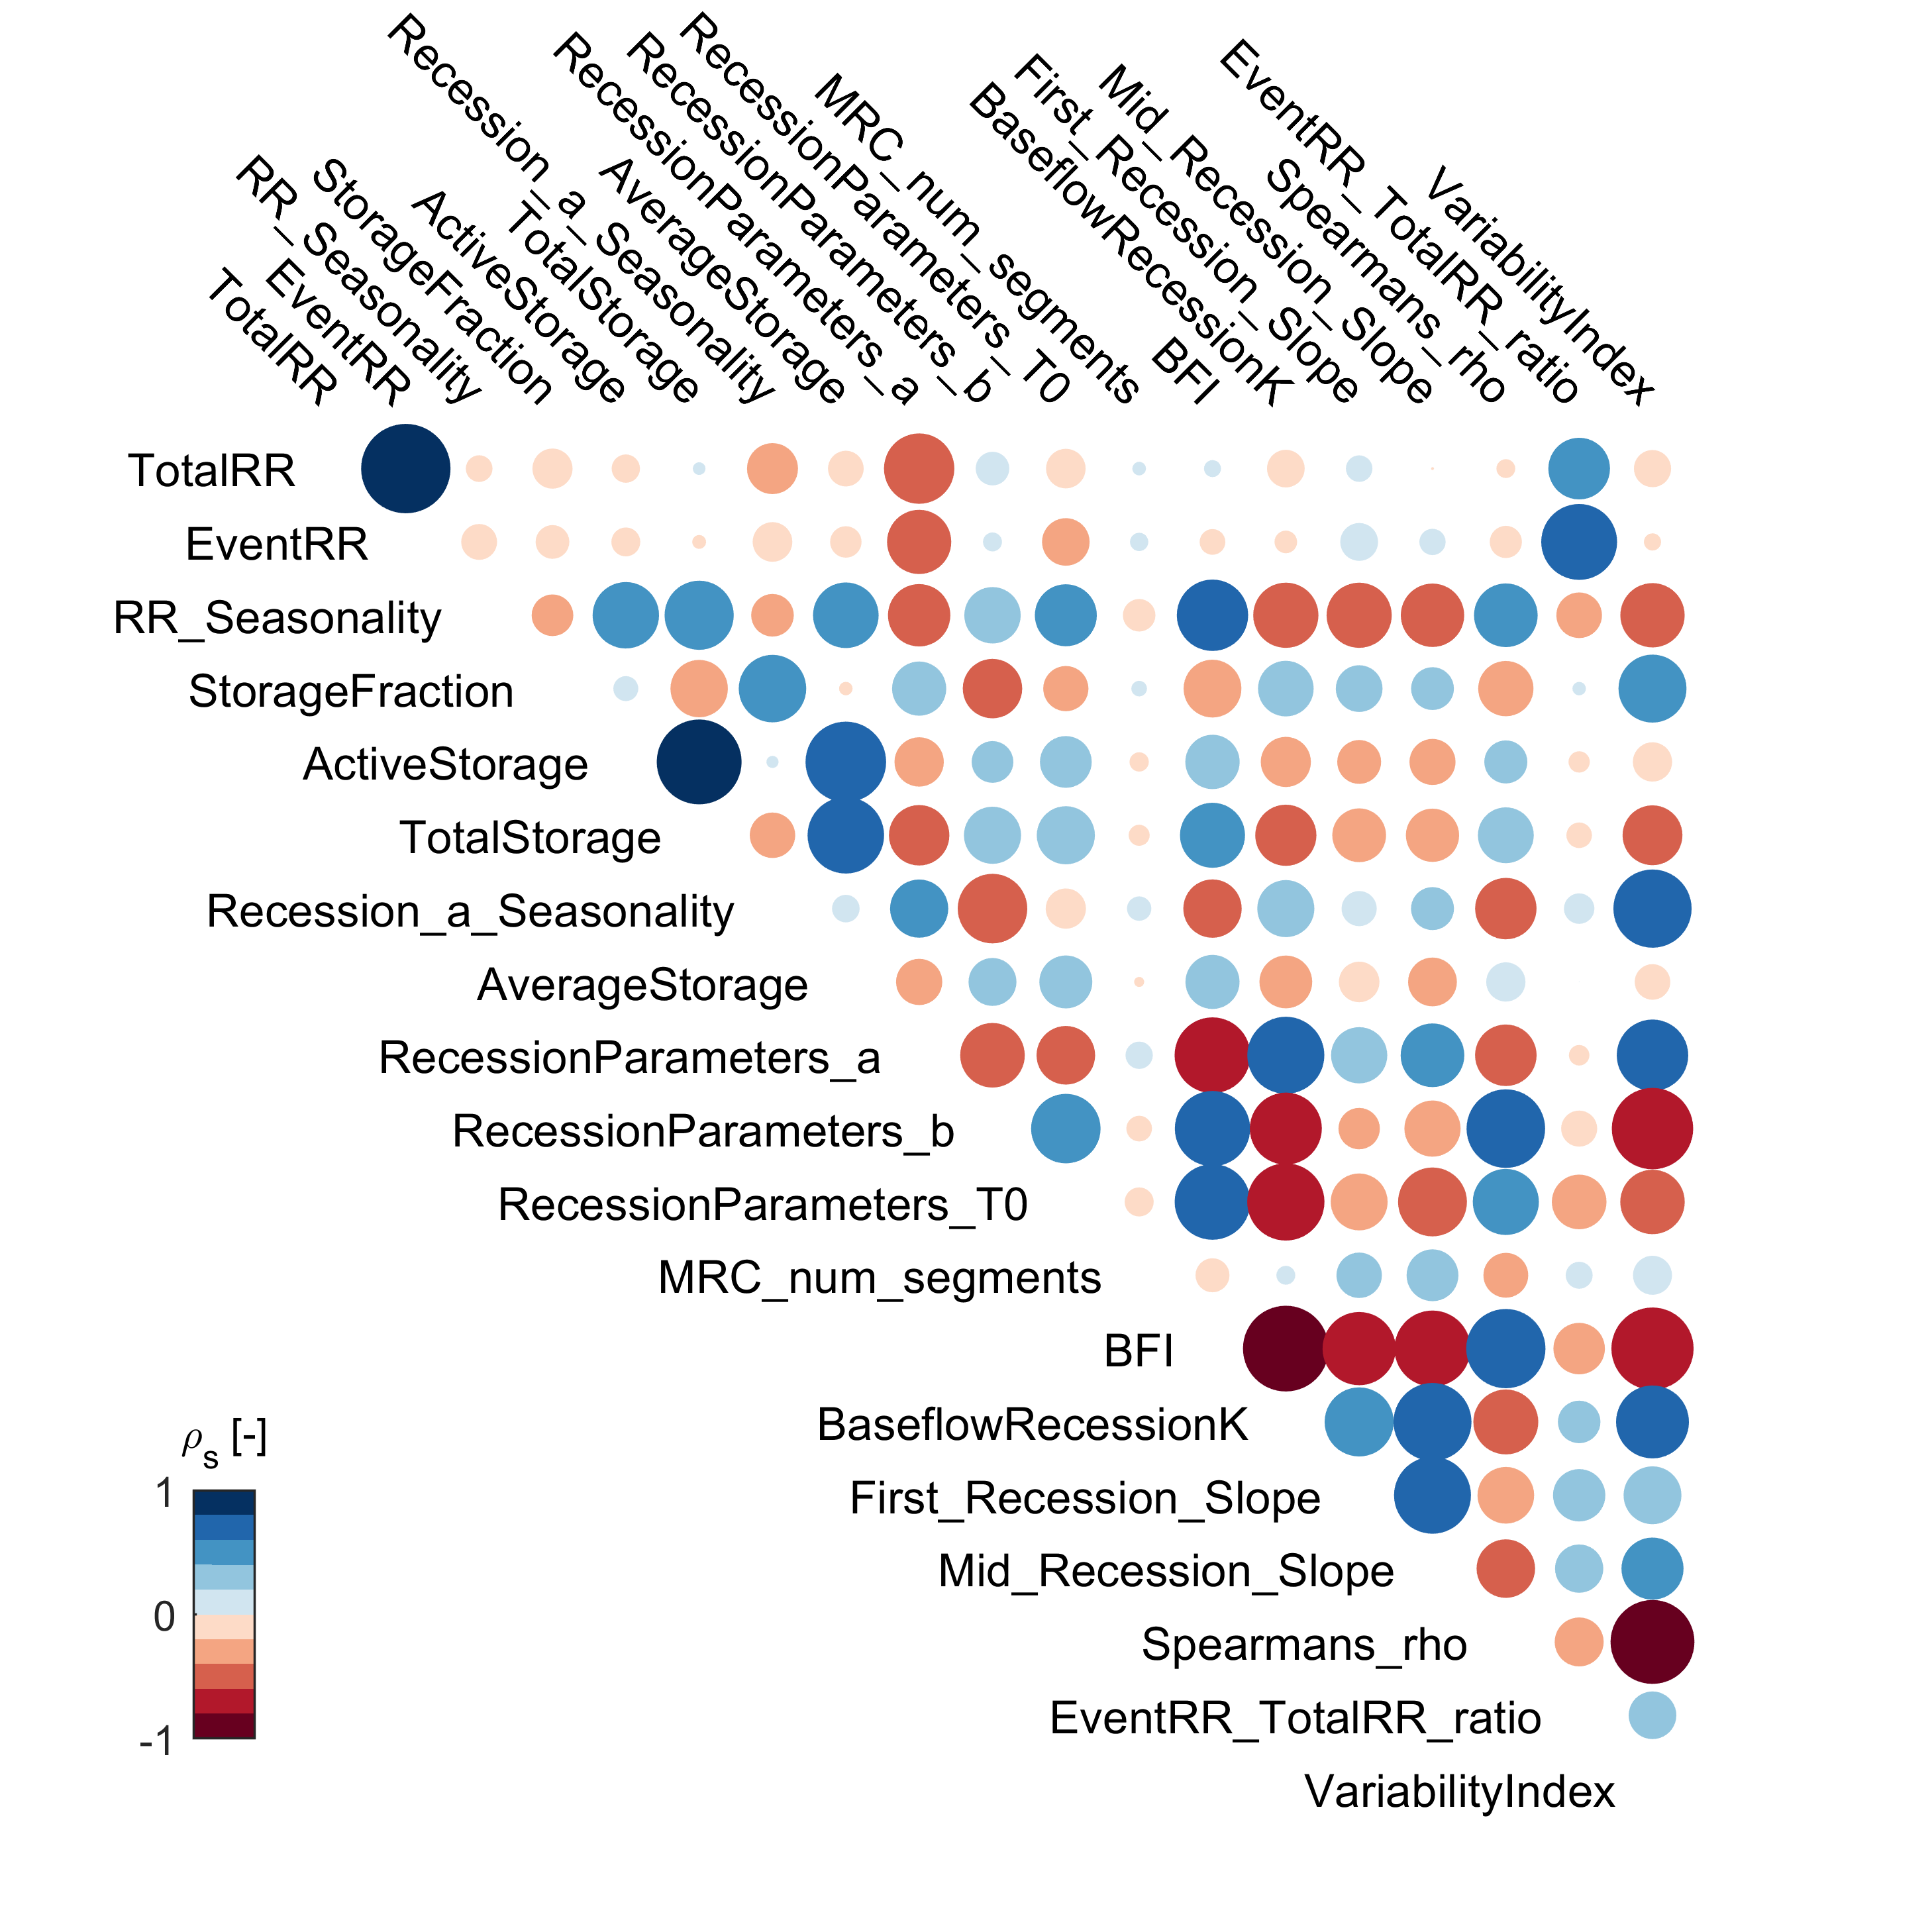 TotalRR
EventRR
RR_Seasonality
StorageFraction
ActiveStorage
TotalStorage
Recession_a_Seasonality
AverageStorage
RecessionParameters_a
RecessionParameters_b
RecessionParameters_T0
MRC_num_segments
BFI
BaseflowRecessionK
First_Recession_Slope
Mid_Recession_Slope
Spearmans_rho
EventRR_TotalRR_ratio
VariabilityIndex
TotalRR
EventRR
RR_Seasonality
StorageFraction
ActiveStorage
TotalStorage
Recession_a_Seasonality
AverageStorage
RecessionParameters_a
RecessionParameters_b
RecessionParameters_T0
MRC_num_segments
BFI
BaseflowRecessionK
First_Recession_Slope
Mid_Recession_Slope
Spearmans_rho
EventRR_TotalRR_ratio
VariabilityIndex
ρs [-]
1
0
-1